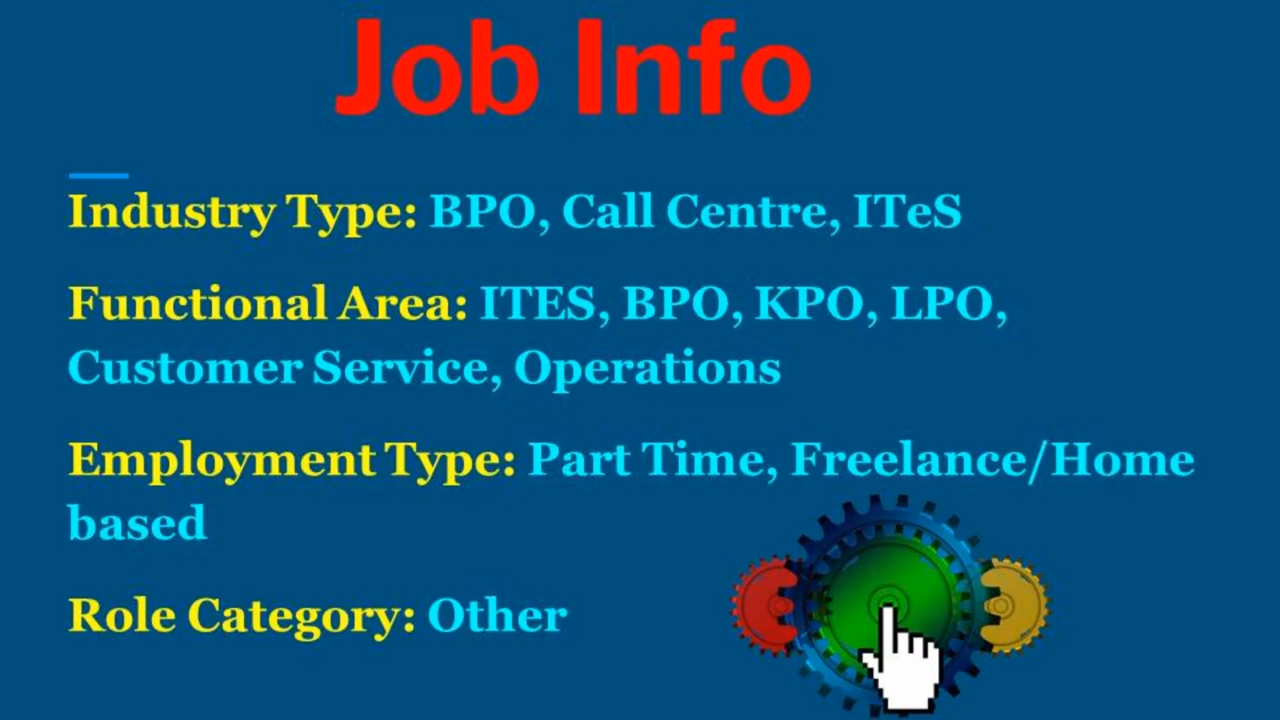 Job Info
Industry Type: BPO, Call Centre, ITeS
Functional Area: ITES, BPO, KPO, LPO,
Customer Service, Operations
Employment Type: Part Time, Freelance/Home
based
Role Category: Other